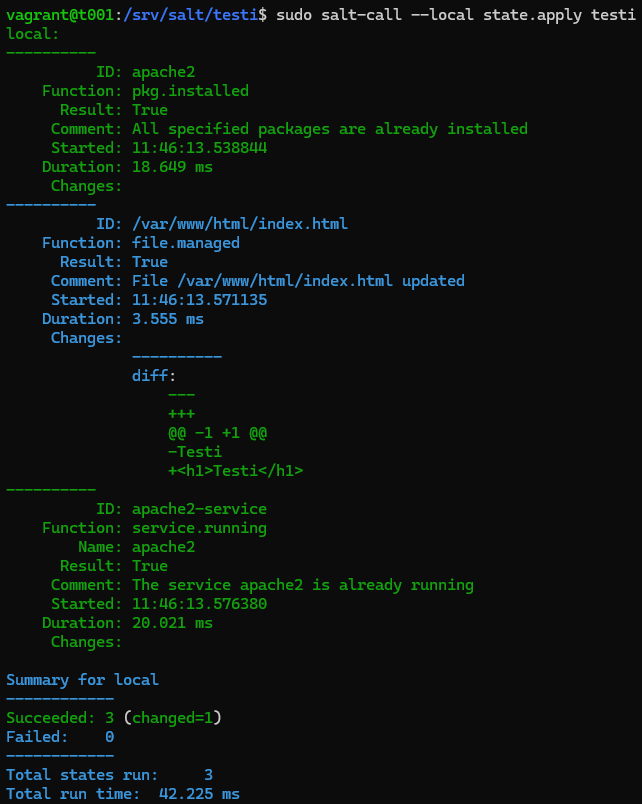 vagrant@t001:/srv/salt/testi$ sudo salt-call --local state.apply testi
local:
----------
          ID: apache2
    Function: pkg.installed
      Result: True
     Comment: All specified packages are already installed
     Started: 11:46:13.538844
    Duration: 18.649 ms
     Changes:
----------
          ID: /var/www/html/index.html
    Function: file.managed
      Result: True
     Comment: File /var/www/html/index.html updated
     Started: 11:46:13.571135
    Duration: 3.555 ms
     Changes:
              ----------
              diff:
                  ---
                  +++
                  @@ -1 +1 @@
                  -Testi
                  +<h1>Testi</h1>
----------
          ID: apache2-service
    Function: service.running
        Name: apache2
      Result: True
     Comment: The service apache2 is already running
     Started: 11:46:13.576380
    Duration: 20.021 ms
     Changes:

Summary for local
------------
Succeeded: 3 (changed=1)
Failed:    0
------------
Total states run:     3
Total run time:  42.225 ms